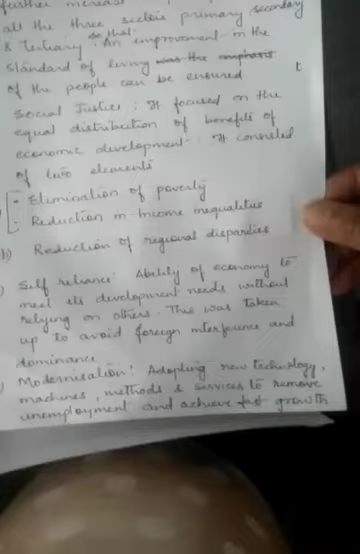 further increase
all the three sectors primary secondary
& Tertiary. so that An improvement in the
standard of living was the emphasis
of the people can be ensured
Social Justice : It focused on the
equal distribution of benefits of
economic development. It consisted
of two elements
- Elimination of poverty
- Reduction in Income inequalities
b) Reduction of regional disparities
) Self reliance: Ability of economy to
meet its development needs without
relying on others. This was taken
up to avoid foreign interference and
dominance
) Modernisation: Adopting new technology,
machines, methods & services to remove
unemployment and achieve fast growth